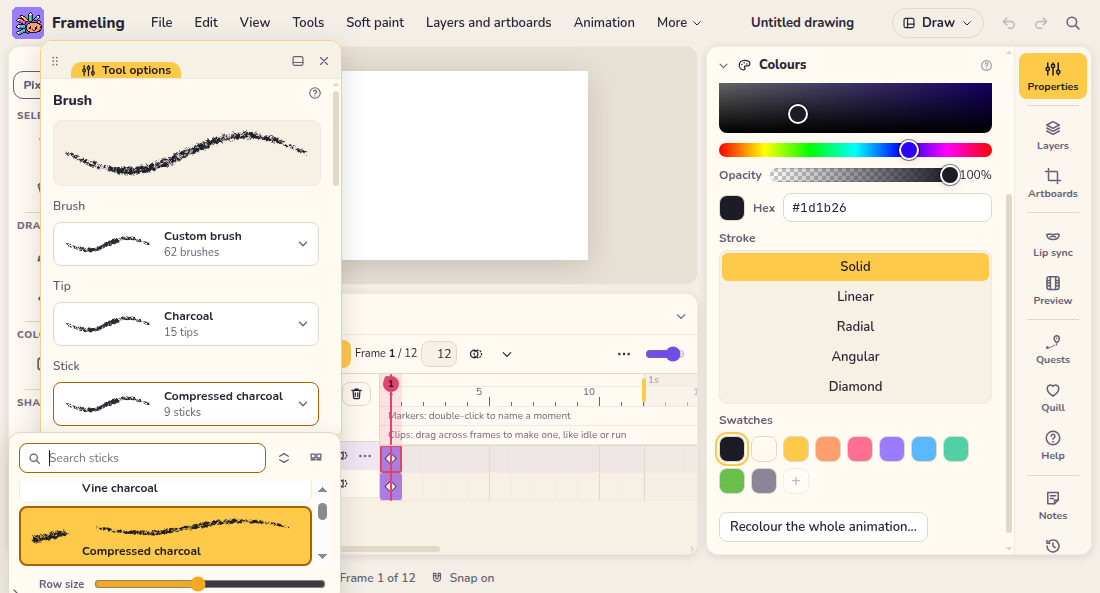 Frameling
File
Edit
View
Tools
Soft paint
Layers and artboards
Animation
More
Untitled drawing
Draw
Tool options
Brush
Brush
Custom brush
62 brushes
Tip
Charcoal
15 tips
Stick
Compressed charcoal
9 sticks
Search sticks
Vine charcoal
Compressed charcoal
Row size
Frame 1 / 12
12
1
5
10
1s
Markers: double-click to name a moment
Clips: drag across frames to make one, like idle or run
Frame 1 of 12
Snap on
Colours
Opacity
100%
Hex
#1d1b26
Stroke
Solid
Linear
Radial
Angular
Diamond
Swatches
+
Recolour the whole animation...
Properties
Layers
Artboards
Lip sync
Preview
Quests
Quill
Help
Notes